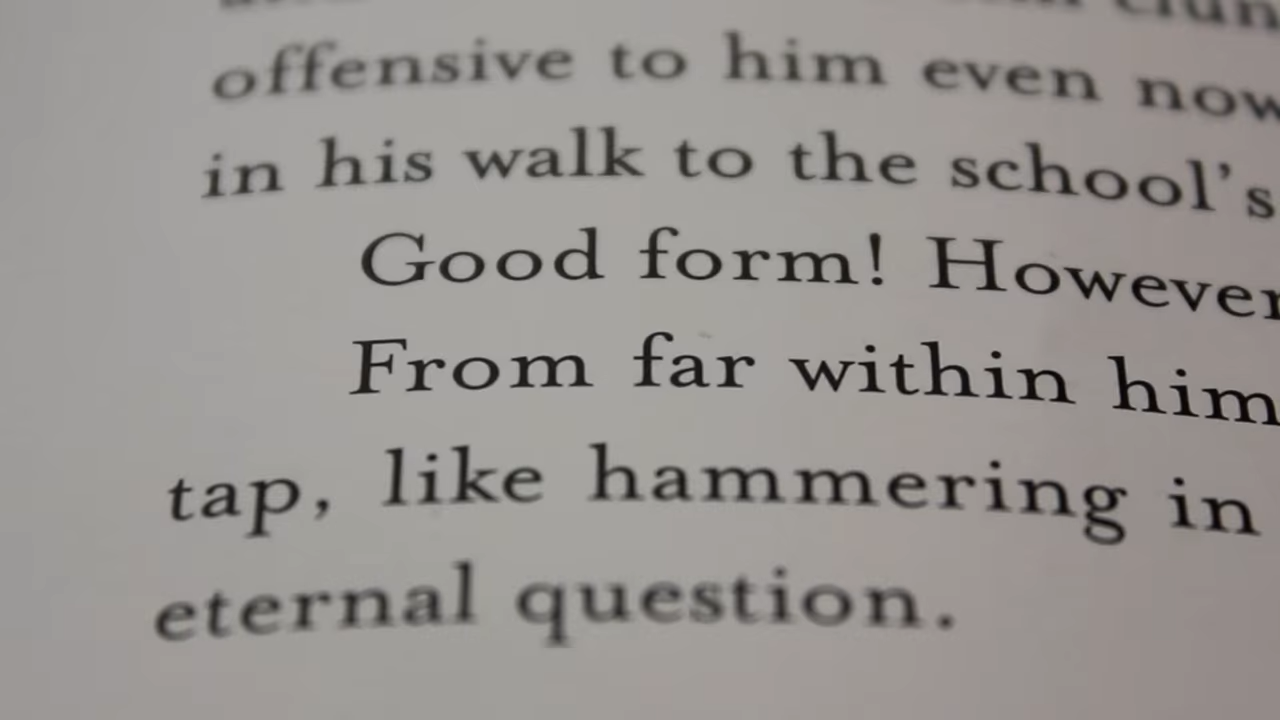 offensive to him even now
in his walk to the school's
Good form! However
From far within him
tap, like hammering in
eternal question.